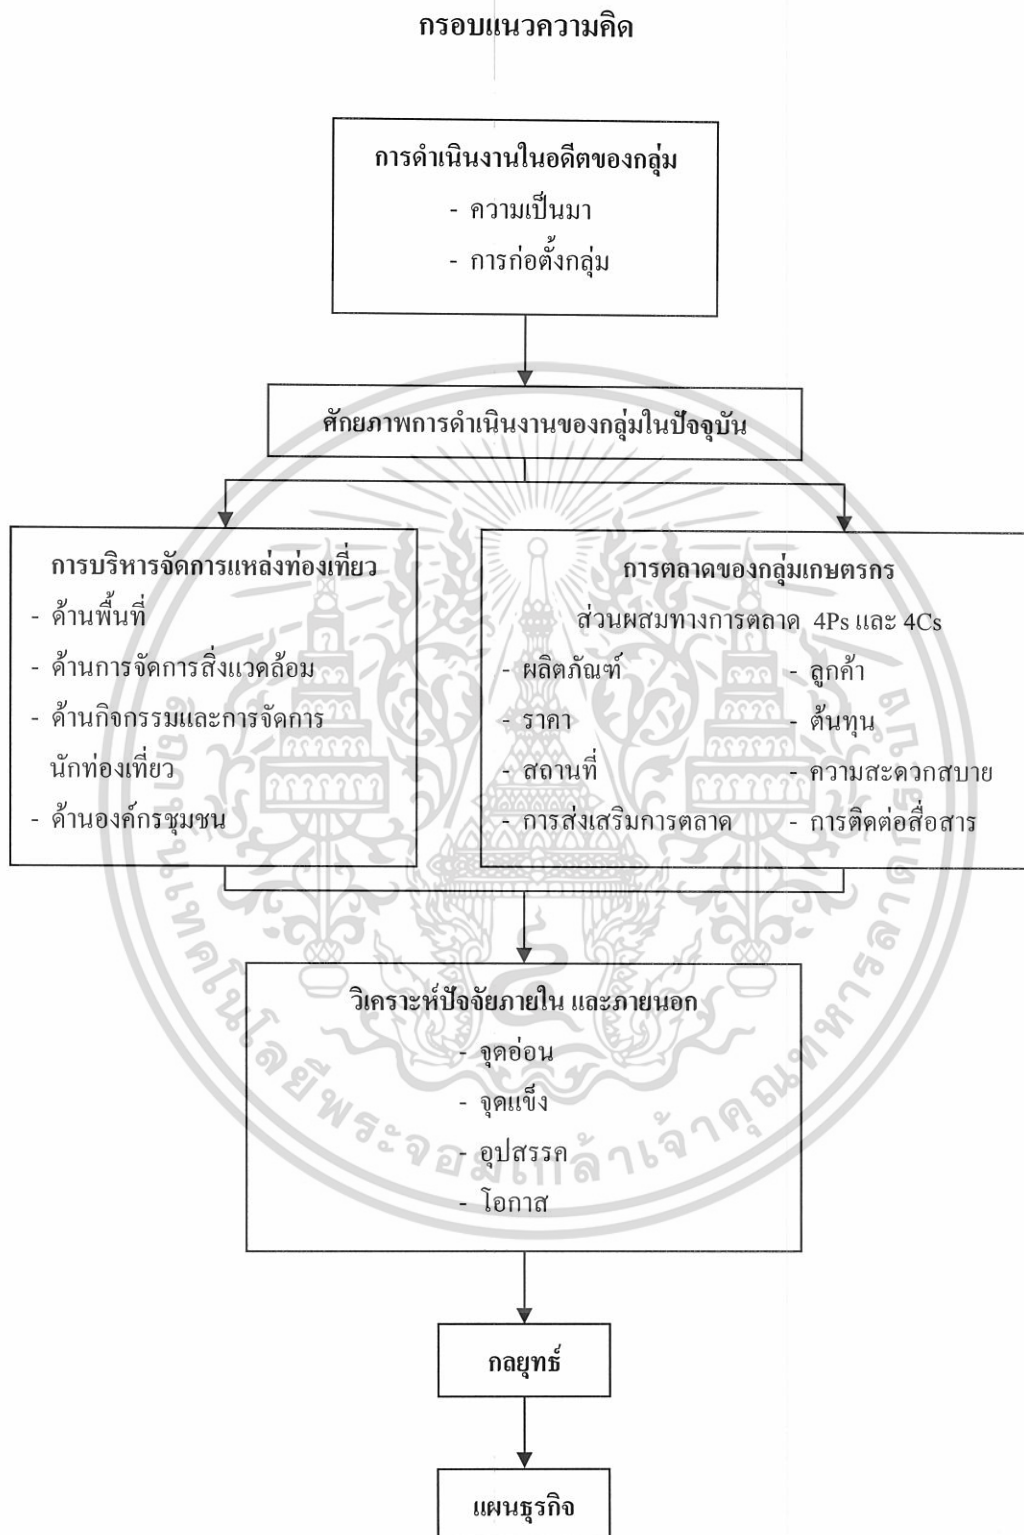 กรอบแนวความคิด
การดำเนินงานในอดีตของกลุ่ม
- ความเป็นมา
- การก่อตั้งกลุ่ม
ศักยภาพการดำเนินงานของกลุ่มในปัจจุบัน
การบริหารจัดการแหล่งท่องเที่ยว
- ด้านพื้นที่
- ด้านการจัดการสิ่งแวดล้อม
- ด้านกิจกรรมและการจัดการ
นักท่องเที่ยว
- ด้านองค์กรชุมชน
การตลาดของกลุ่มเกษตรกร
ส่วนผสมทางการตลาด 4Ps และ 4Cs
- ผลิตภัณฑ์ - ลูกค้า
- ราคา - ต้นทุน
- สถานที่ - ความสะดวกสบาย
- การส่งเสริมการตลาด - การติดต่อสื่อสาร
วิเคราะห์ปัจจัยภายใน และภายนอก
- จุดอ่อน
- จุดแข็ง
- อุปสรรค
- โอกาส
กลยุทธ์
แผนธุรกิจ